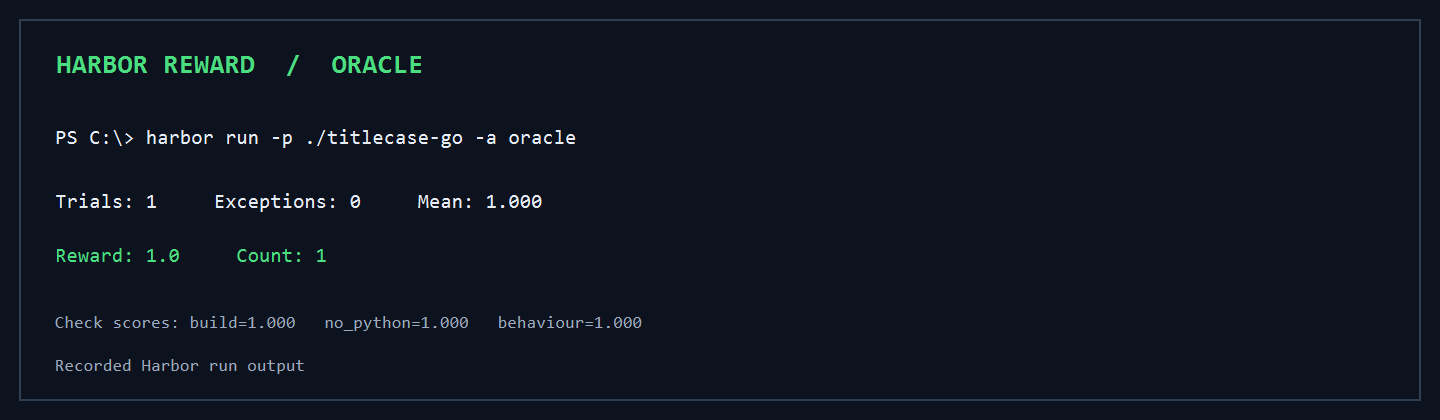 HARBOR REWARD / ORACLE
PS C:\> harbor run -p ./titlecase-go -a oracle
Trials: 1 Exceptions: 0 Mean: 1.000
Reward: 1.0 Count: 1
Check scores: build=1.000 no_python=1.000 behaviour=1.000
Recorded Harbor run output